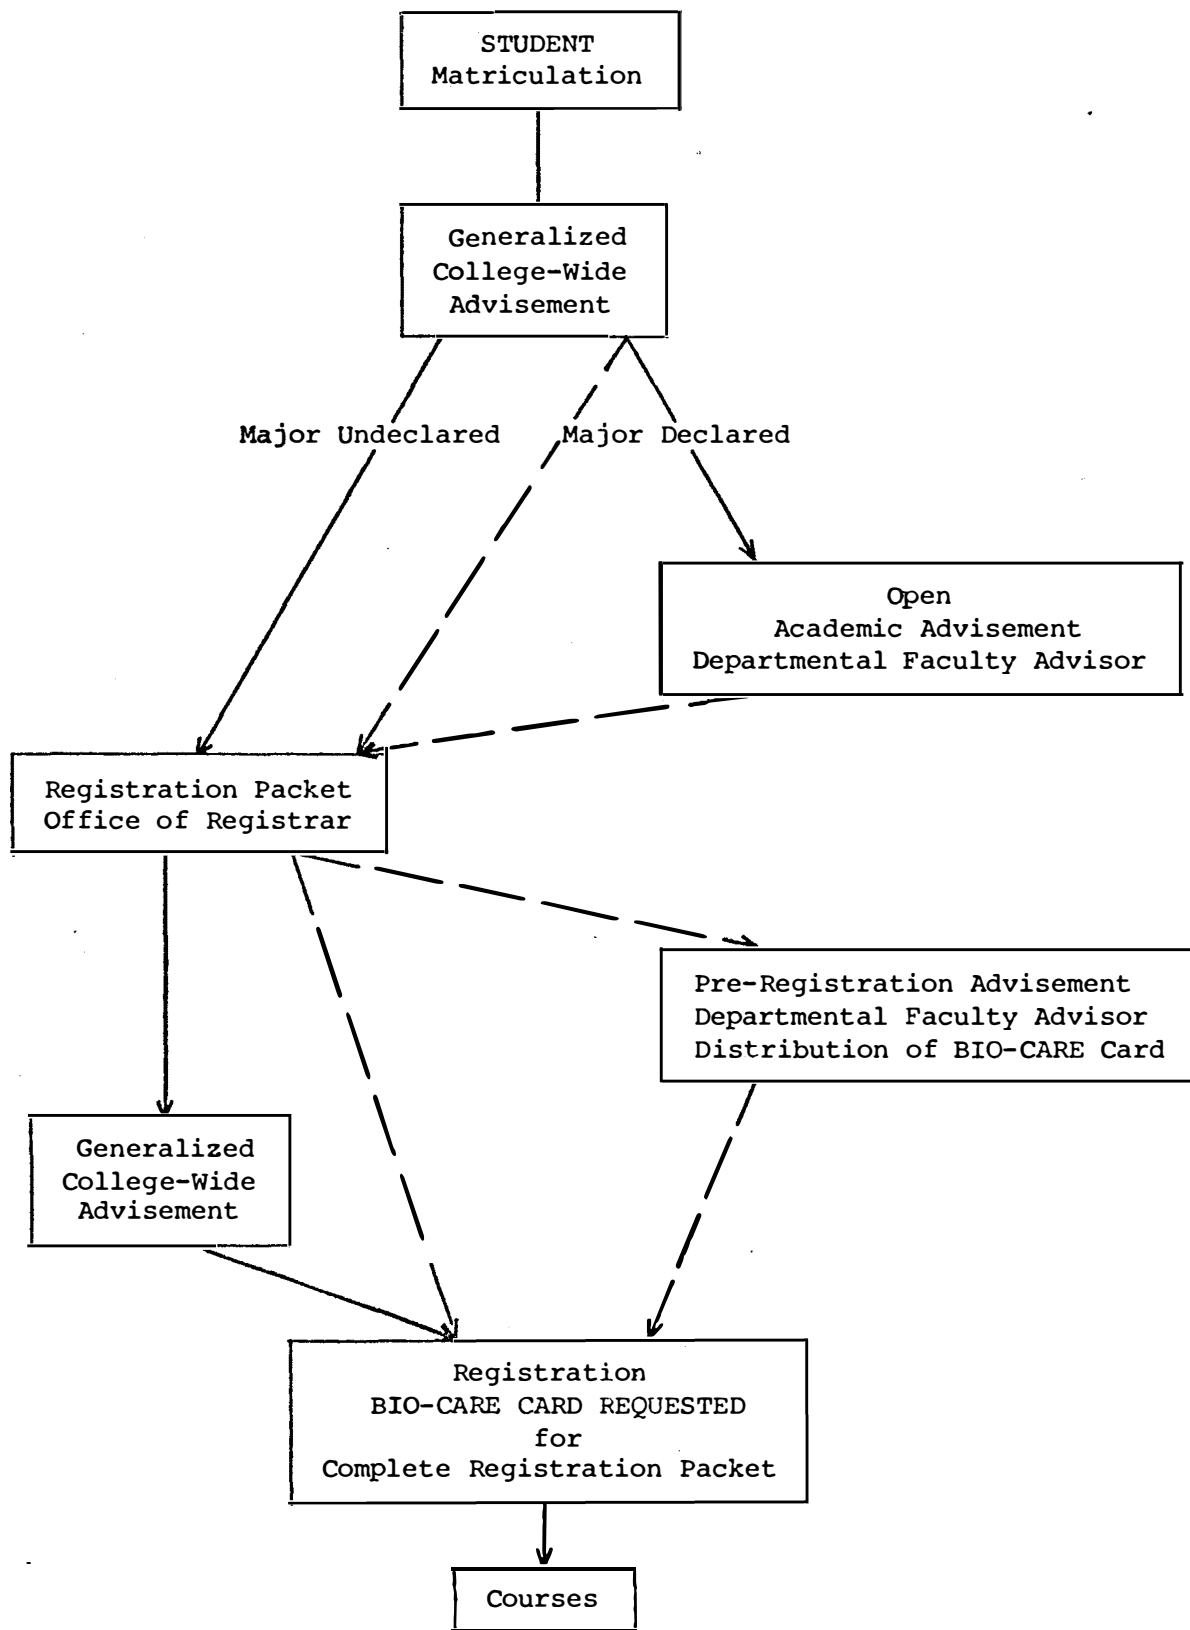 STUDENT
Matriculation
Generalized
College-Wide
Advisement
Major Undeclared
Major Declared
Open
Academic Advisement
Departmental Faculty Advisor
Registration Packet
Office of Registrar
Pre-Registration Advisement
Departmental Faculty Advisor
Distribution of BIO-CARE Card
Generalized
College-Wide
Advisement
Registration
BIO-CARE CARD REQUESTED
for
Complete Registration Packet
Courses